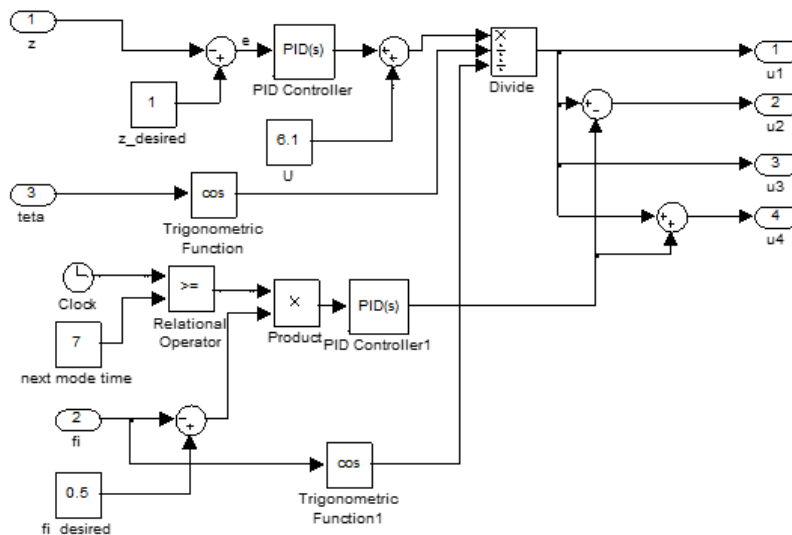 1
z
e
PID(s)
PID Controller
1
z_desired
6.1
U
×
÷
÷
Divide
1
u1
2
u2
3
u3
4
u4
3
teta
cos
Trigonometric
Function
Clock
>=
Relational
Operator
7
next mode time
×
Product
PID(s)
PID Controller1
2
fi
0.5
fi_desired
cos
Trigonometric
Function1